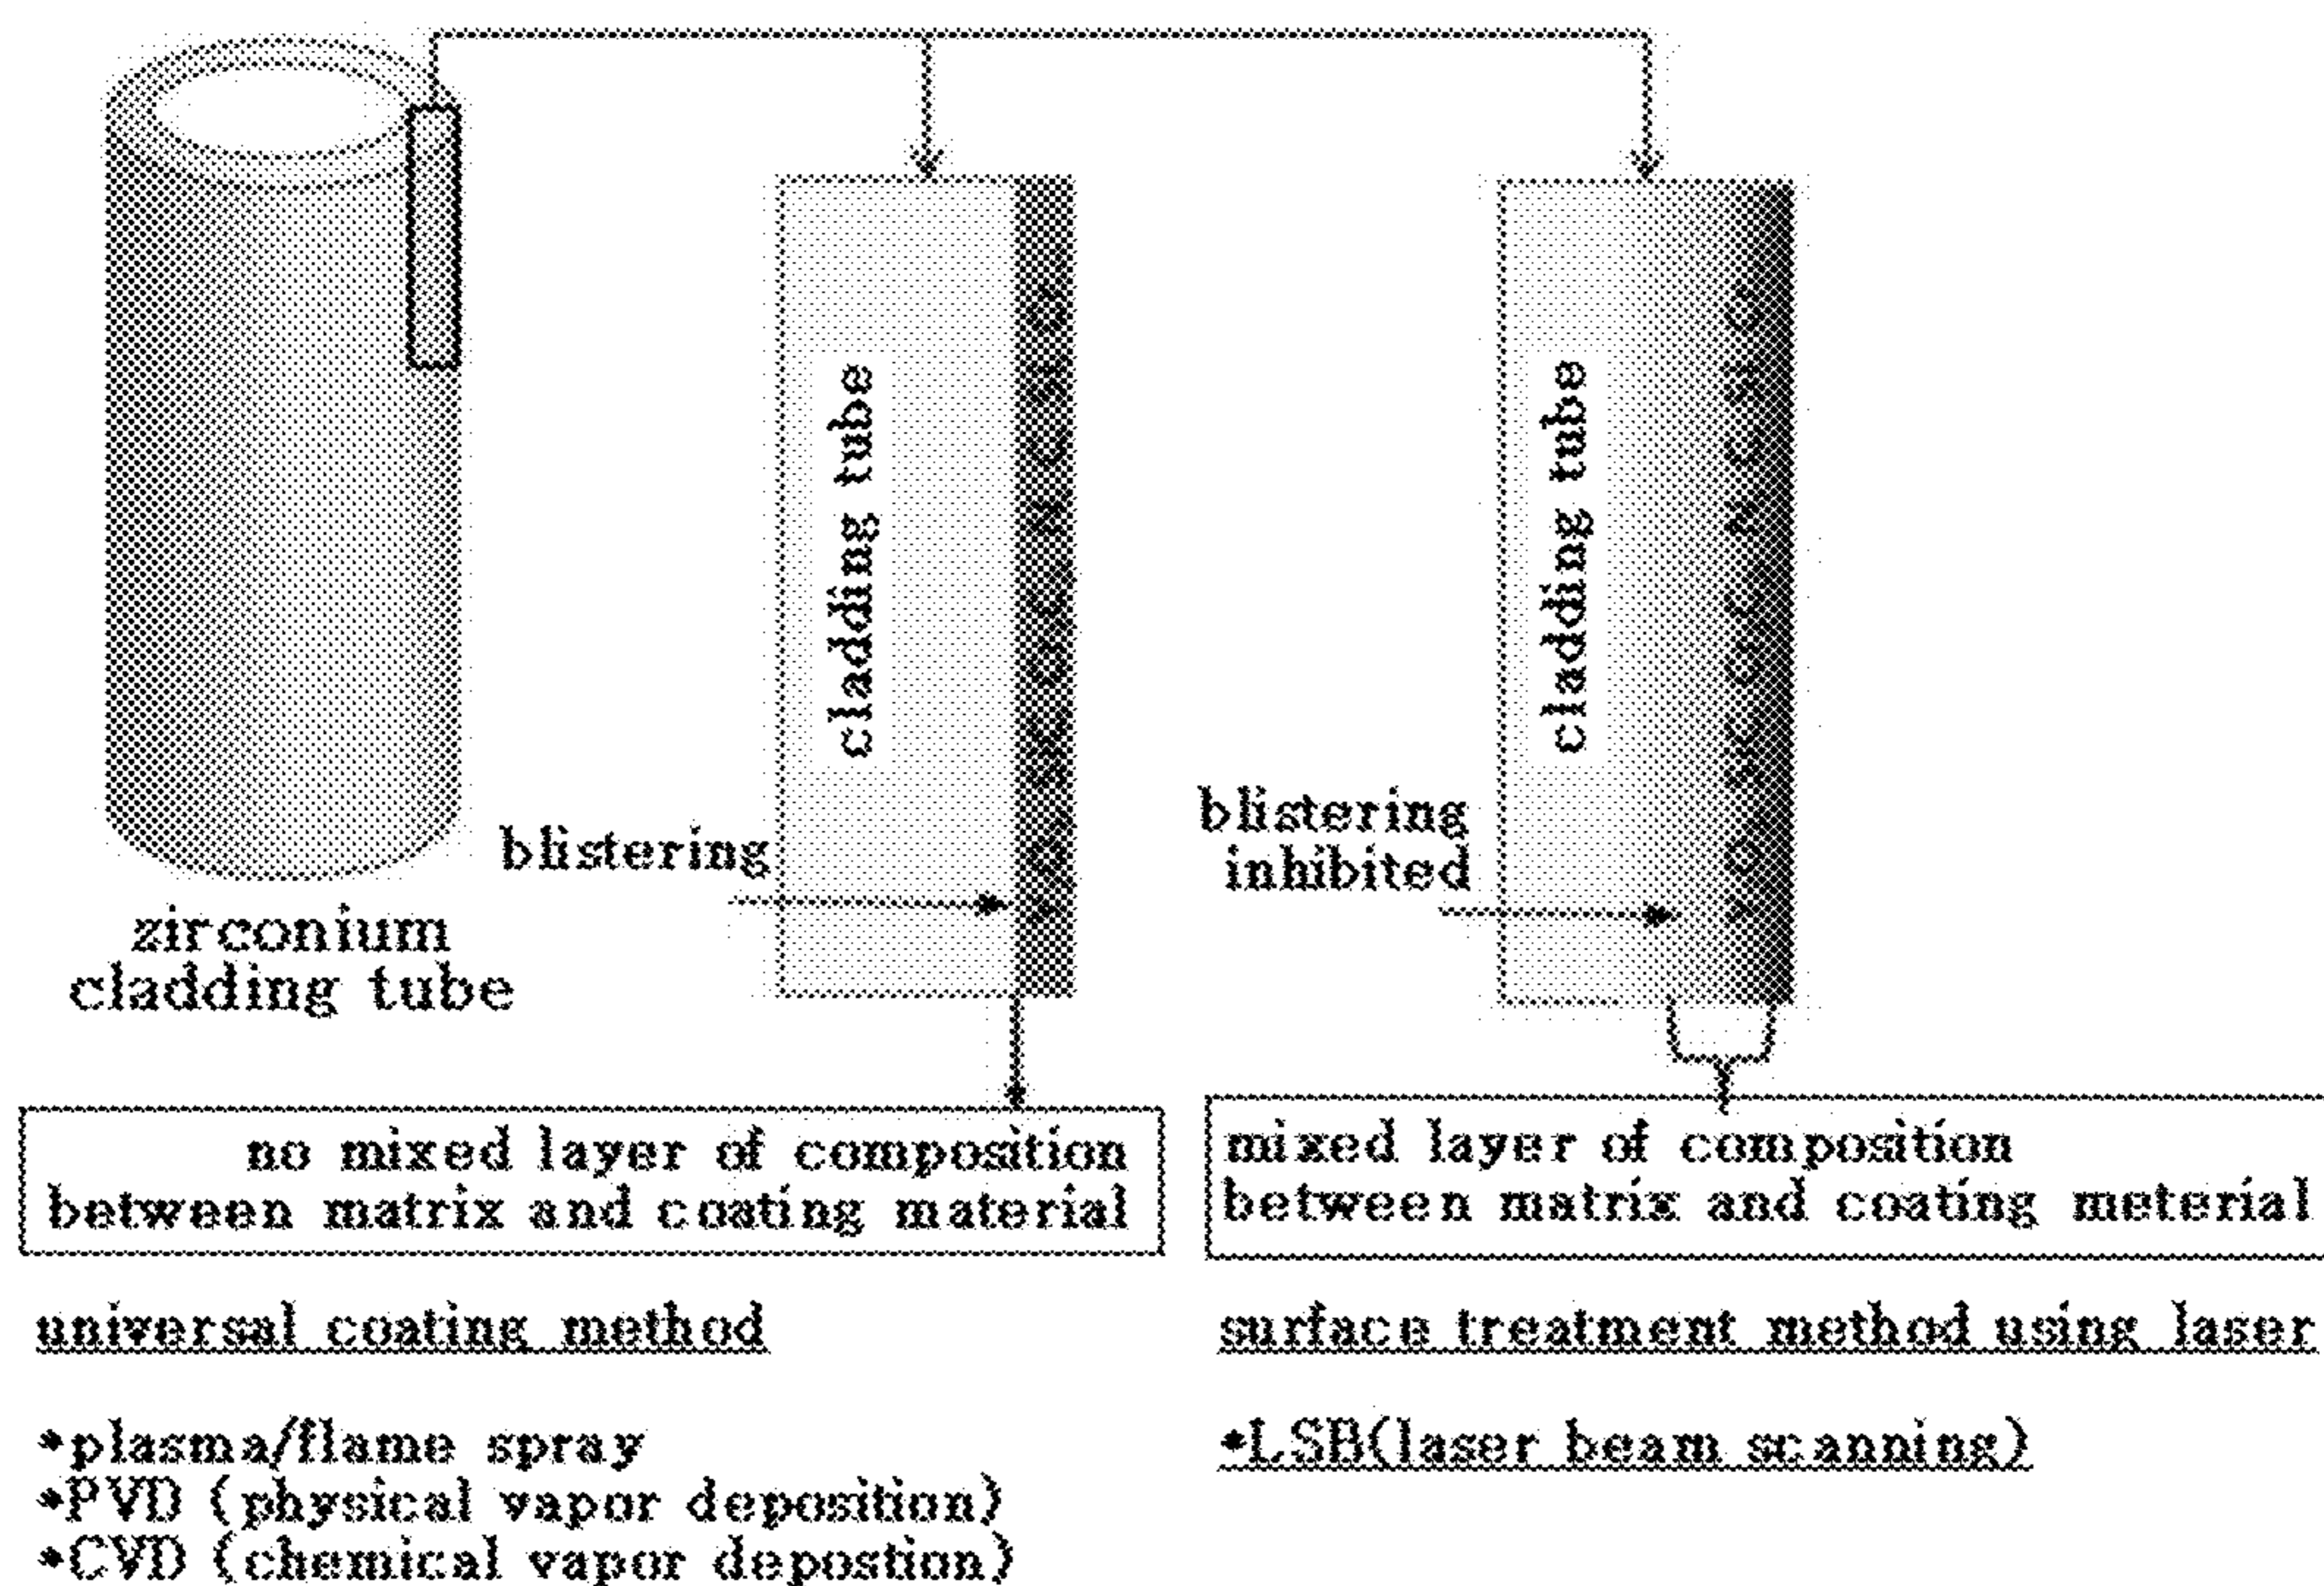 cladding tube
cladding tube
blistering
blistering
inhibited
zirconium
cladding tube
no mixed layer of composition
between matrix and coating material
mixed layer of composition
between matrix and coating meterial
universal coating method
surface treatment method using laser
*plasma/flame spray
*PVD (physical vapor deposition)
*CVD (chemical vapor depostion)
*LSB(laser beam scanning)